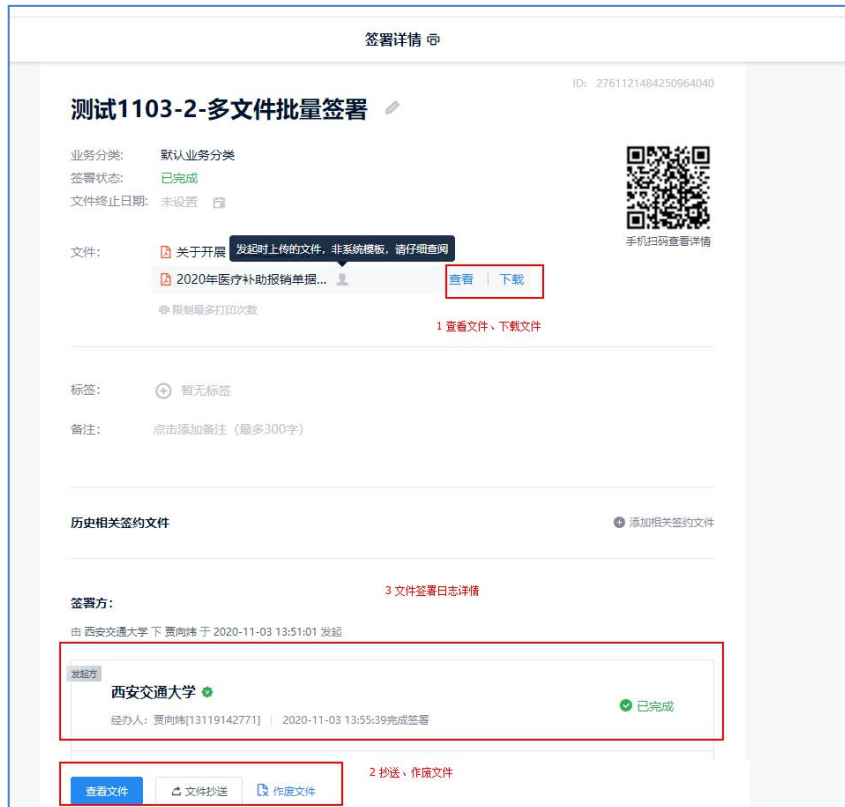 签署详情
ID: 2761121484250964040
测试1103-2-多文件批量签署
业务分类: 默认业务分类
签署状态: 已完成
文件终止日期: 未设置
手机扫码查看详情
发起时上传的文件，非系统模板，请仔细查阅
文件: 关于开展
2020年医疗补助报销单据... 查看 | 下载
限制最多打印次数
1 查看文件、下载文件
标签: 暂无标签
备注: 点击添加备注（最多300字）
历史相关签约文件 添加相关签约文件
3 文件签署日志详情
签署方:
由 西安交通大学 下 贾向炜 于 2020-11-03 13:51:01 发起
发起方
西安交通大学 已完成
经办人: 贾向炜[13119142771] | 2020-11-03 13:55:39完成签署
2 抄送、作废文件
查看文件 文件抄送 作废文件